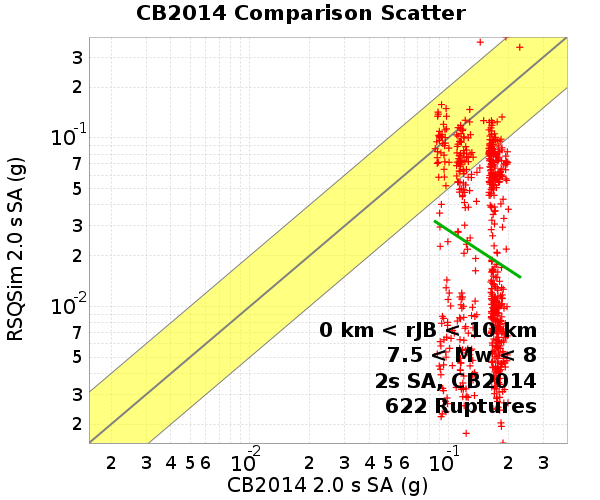 CB2014 Comparison Scatter
RSQSim 2.0 s SA (g)
3
2
10-1
7
5
3
2
10-2
7
5
3
2
0 km < rJB < 10 km
7.5 < Mw < 8
2s SA, CB2014
622 Ruptures
2 3 4 5 6 10-2 2 3 4 5 6 10-1 2 3
CB2014 2.0 s SA (g)